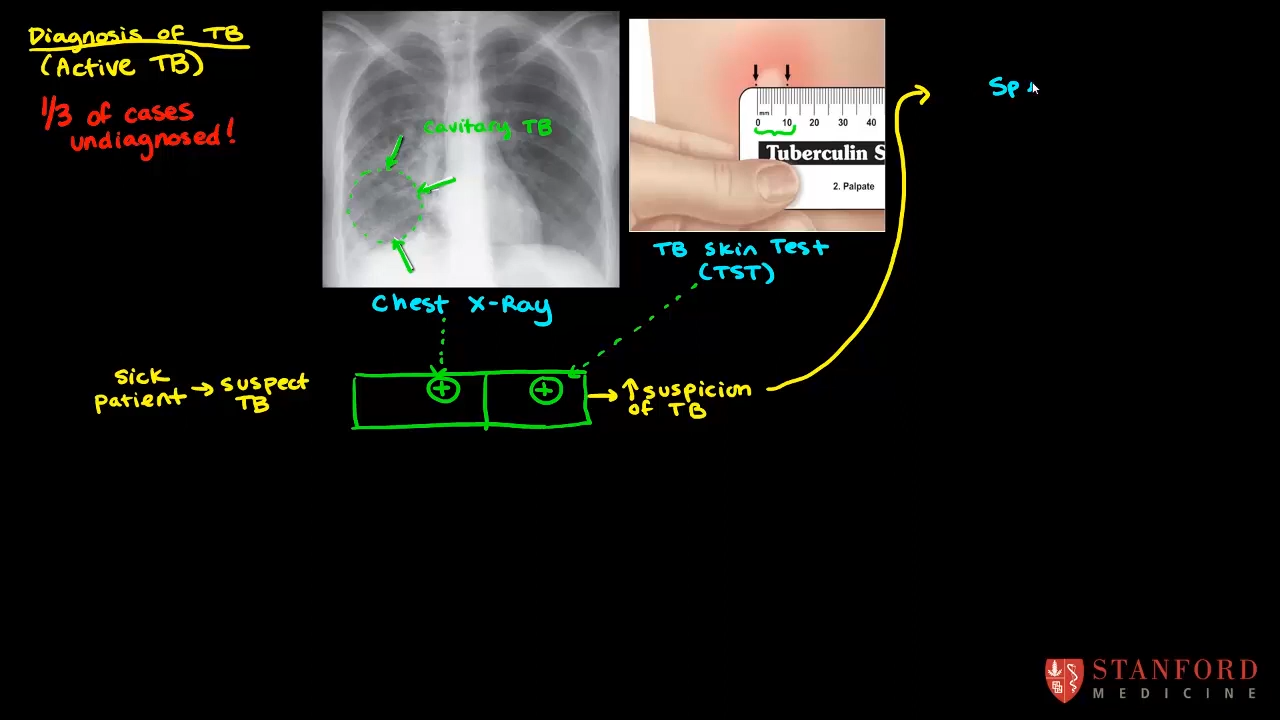 Diagnosis of TB
(Active TB)
1/3 of cases
undiagnosed!
Cavitary TB
Chest X-Ray
mm
0 10 20 30 40
Tuberculin S
2. Palpate
TB Skin Test
(TST)
Sp
sick
patient → suspect
TB
+ +
→ ↑ suspicion
of TB
STANFORD
MEDICINE